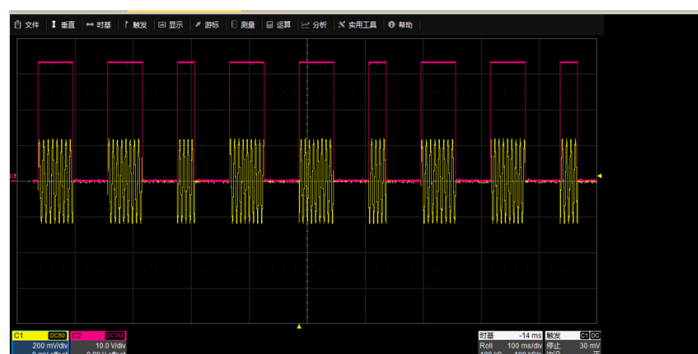 文件 垂直 时基 触发 显示 游标 测量 运算 分析 实用工具 帮助
C1 DC50 C2 DC1M 时基 -14 ms 触发 C1 DC
200 mV/div 10.0 V/div Roll 100 ms/div 停止 30 mV